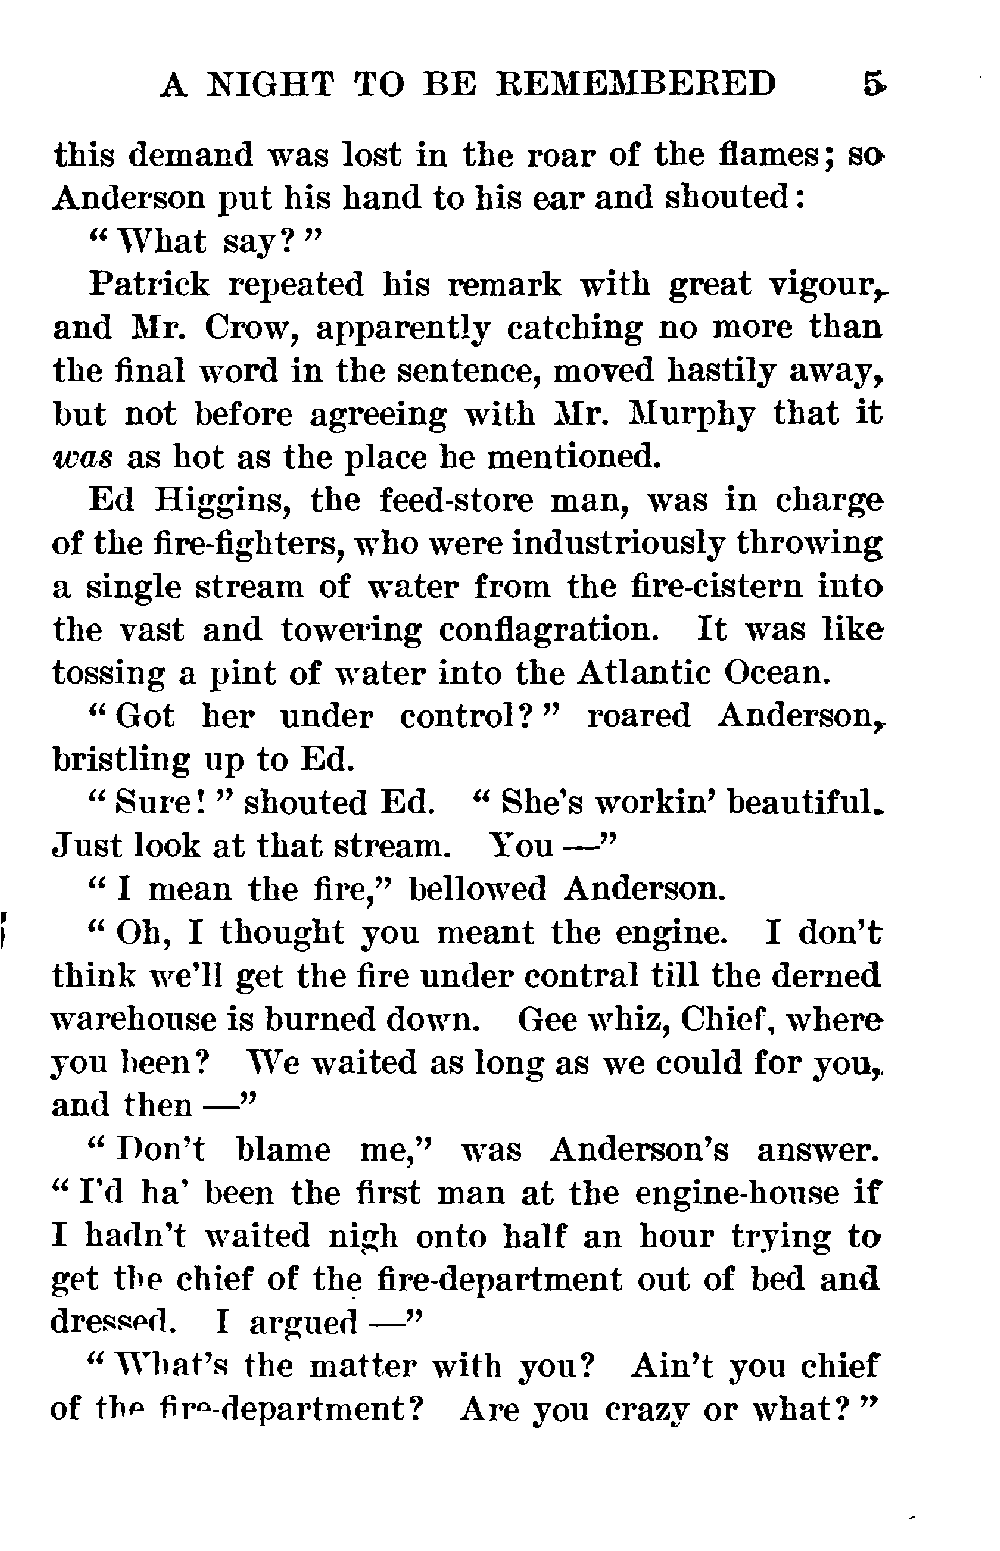 A NIGHT TO BE REMEMBERED 5
this demand was lost in the roar of the flames; so
Anderson put his hand to his ear and shouted:
“What say?”
Patrick repeated his remark with great vigour,
and Mr. Crow, apparently catching no more than
the final word in the sentence, moved hastily away,
but not before agreeing with Mr. Murphy that it
was as hot as the place he mentioned.
Ed Higgins, the feed-store man, was in charge
of the fire-fighters, who were industriously throwing
a single stream of water from the fire-cistern into
the vast and towering conflagration. It was like
tossing a pint of water into the Atlantic Ocean.
“Got her under control?” roared Anderson,
bristling up to Ed.
“Sure!” shouted Ed. “She's workin' beautiful.
Just look at that stream. You —”
“I mean the fire,” bellowed Anderson.
“Oh, I thought you meant the engine. I don't
think we'll get the fire under contral till the derned
warehouse is burned down. Gee whiz, Chief, where
you been? We waited as long as we could for you,
and then —”
“Don't blame me,” was Anderson's answer.
“I'd ha' been the first man at the engine-house if
I hadn't waited nigh onto half an hour trying to
get the chief of the fire-department out of bed and
dressed. I argued —”
“What's the matter with you? Ain't you chief
of the fire-department? Are you crazy or what?”